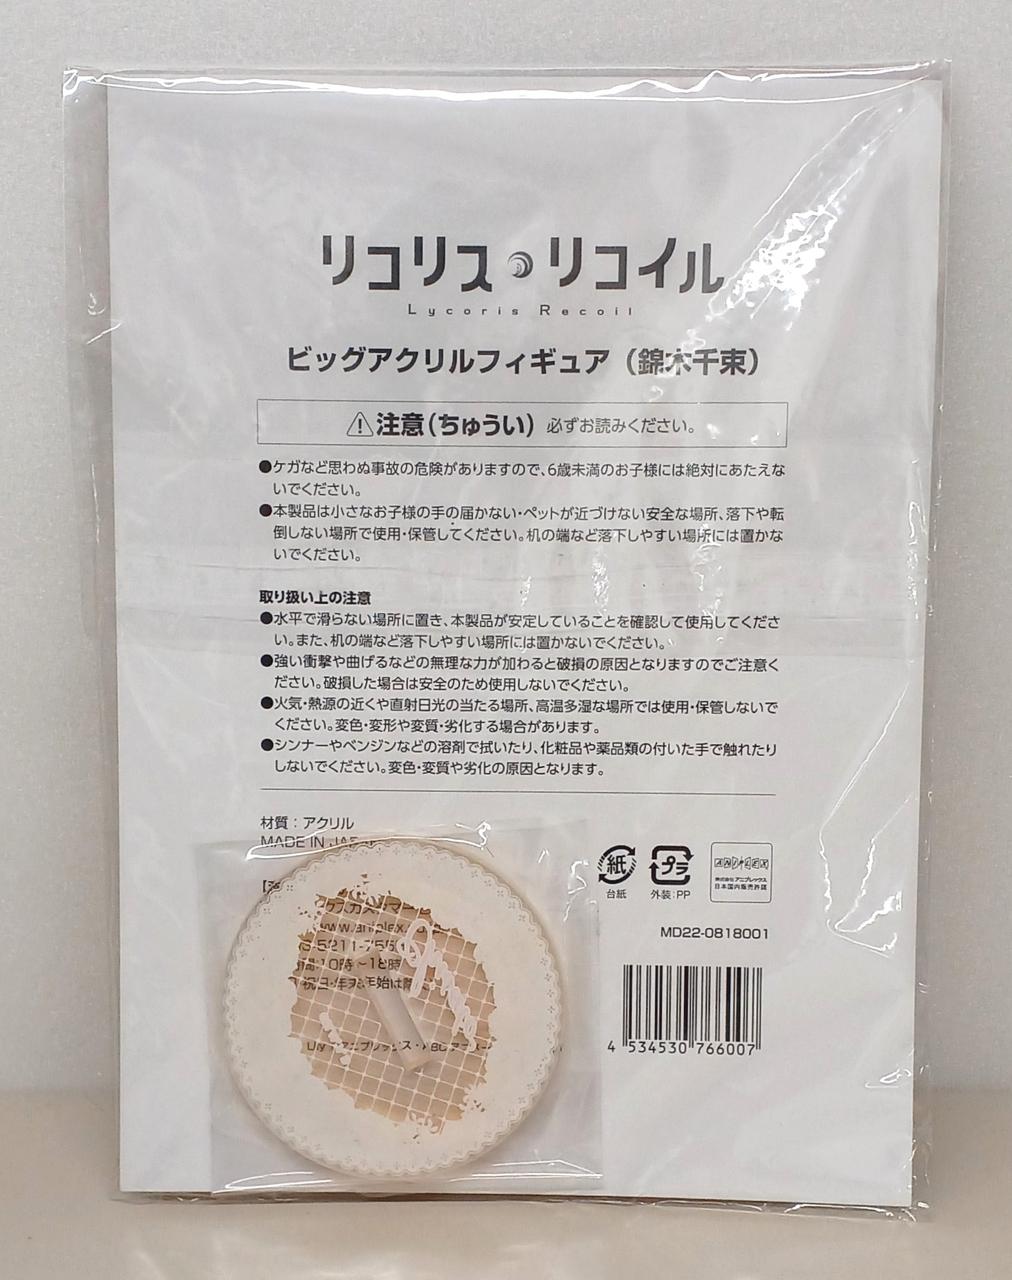 リコリス・リコイル
Lycoris Recoil
ビッグアクリルフィギュア（錦木千束）
注意（ちゅうい） 必ずお読みください。
●ケガなど思わぬ事故の危険がありますので、6歳未満のお子様には絶対にあたえな
いでください。
●本製品は小さなお子様の手の届かない・ペットが近づけない安全な場所、落下や転
倒しない場所で使用・保管してください。机の端など落下しやすい場所には置かな
いでください。
取り扱い上の注意
●水平で滑らない場所に置き、本製品が安定していることを確認して使用してくださ
い。また、机の端など落下しやすい場所には置かないでください。
●強い衝撃や曲げるなどの無理な力が加わると破損の原因となりますのでご注意く
ださい。破損した場合は安全のため使用しないでください。
●火気・熱源の近くや直射日光の当たる場所、高温多湿な場所では使用・保管しないで
ください。変色・変形や変質・劣化する場合があります。
●シンナーやベンジンなどの溶剤で拭いたり、化粧品や薬品類の付いた手で触れたり
しないでください。変色・変質や劣化の原因となります。
材質：アクリル
MADE IN
紙
台紙
プラ
外装:PP
ANIPLEX
株式会社アニプレックス
日本国内販売許諾
www.aniplex.
5211-755
10時～18時
祝日・年末年始は
MD22-0818001
4 534530 766007